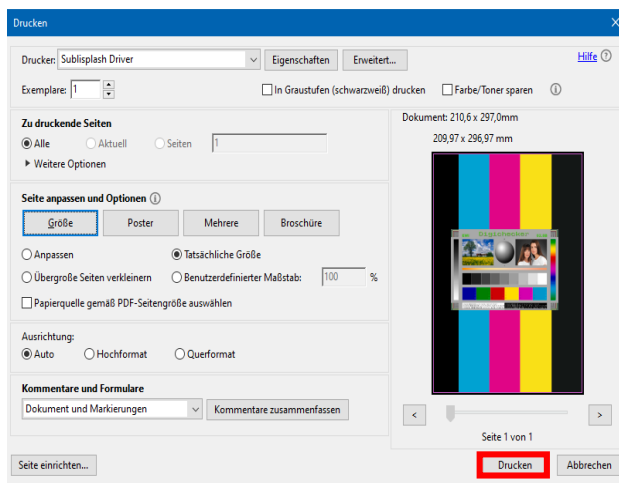 Drucken
Drucker: Sublisplash Driver Eigenschaften Erweitert... Hilfe
Exemplare: 1 In Graustufen (schwarzweiß) drucken Farbe/Toner sparen
Zu druckende Seiten
Alle Aktuell Seiten 1
Weitere Optionen
Seite anpassen und Optionen
Größe Poster Mehrere Broschüre
Anpassen Tatsächliche Größe
Übergroße Seiten verkleinern Benutzerdefinierter Maßstab: 100 %
Papierquelle gemäß PDF-Seitengröße auswählen
Ausrichtung:
Auto Hochformat Querformat
Kommentare und Formulare
Dokument und Markierungen Kommentare zusammenfassen
Dokument: 210,6 x 297,0mm
209,97 x 296,97 mm
< >
Seite 1 von 1
Seite einrichten... Drucken Abbrechen